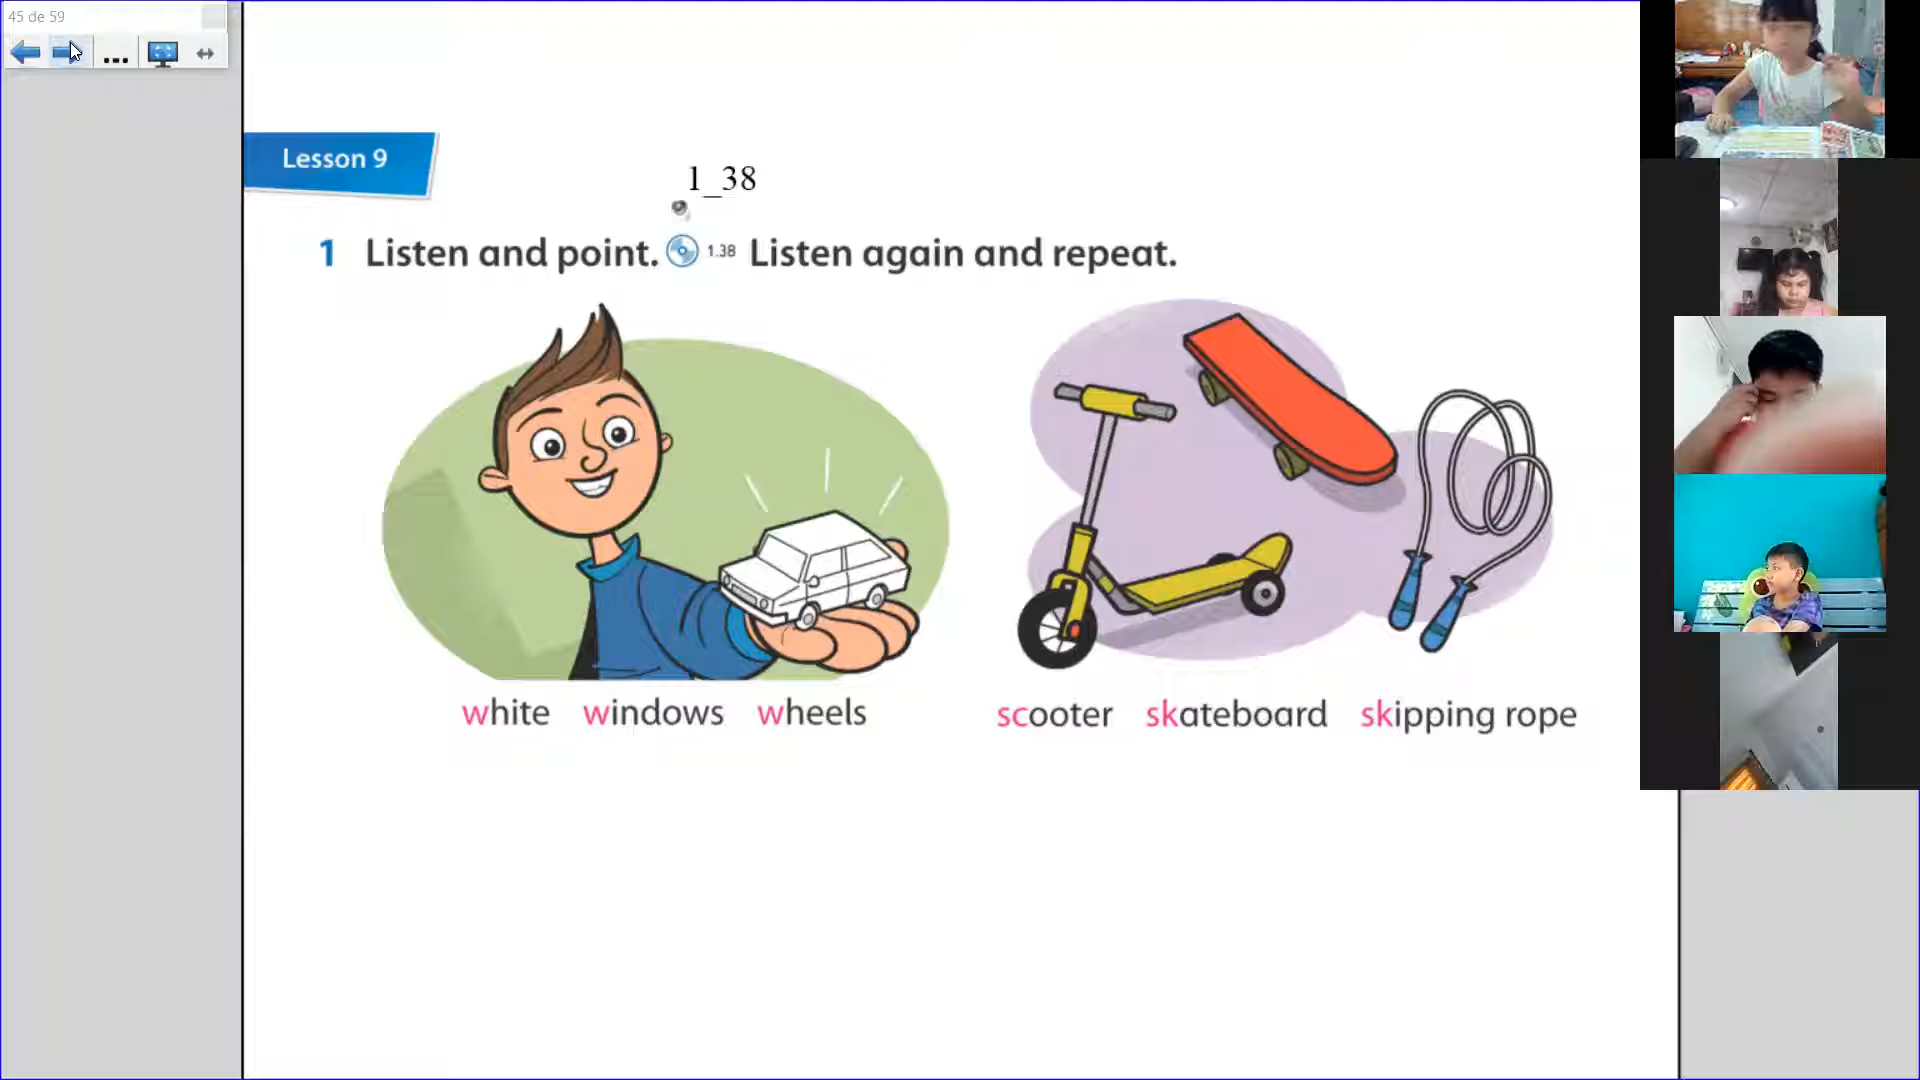 45 de 59
...
Lesson 9
1_38
1 Listen and point. 1.38 Listen again and repeat.
white windows wheels
scooter skateboard skipping rope